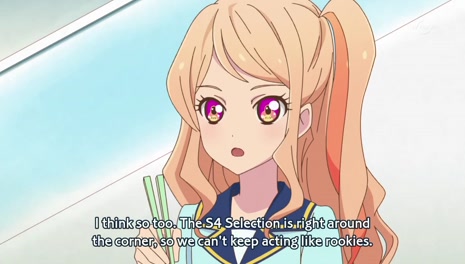 I think so too. The S4 Selection is right around
the corner, so we can't keep acting like rookies.